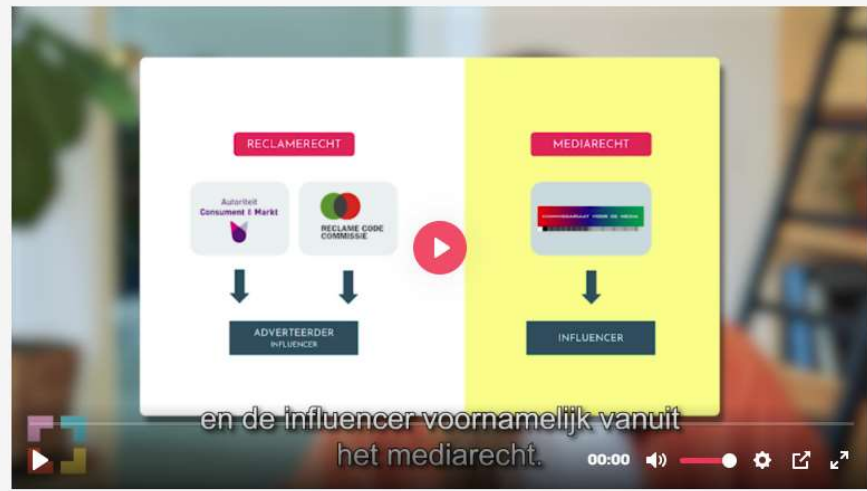 RECLAMERECHT
MEDIARECHT
Autoriteit
Consument & Markt
RECLAME CODE
COMMISSIE
COMMISSARIAAT VOOR DE MEDIA
ADVERTEERDER
INFLUENCER
INFLUENCER
en de influencer voornamelijk vanuit
het mediarecht.
00:00